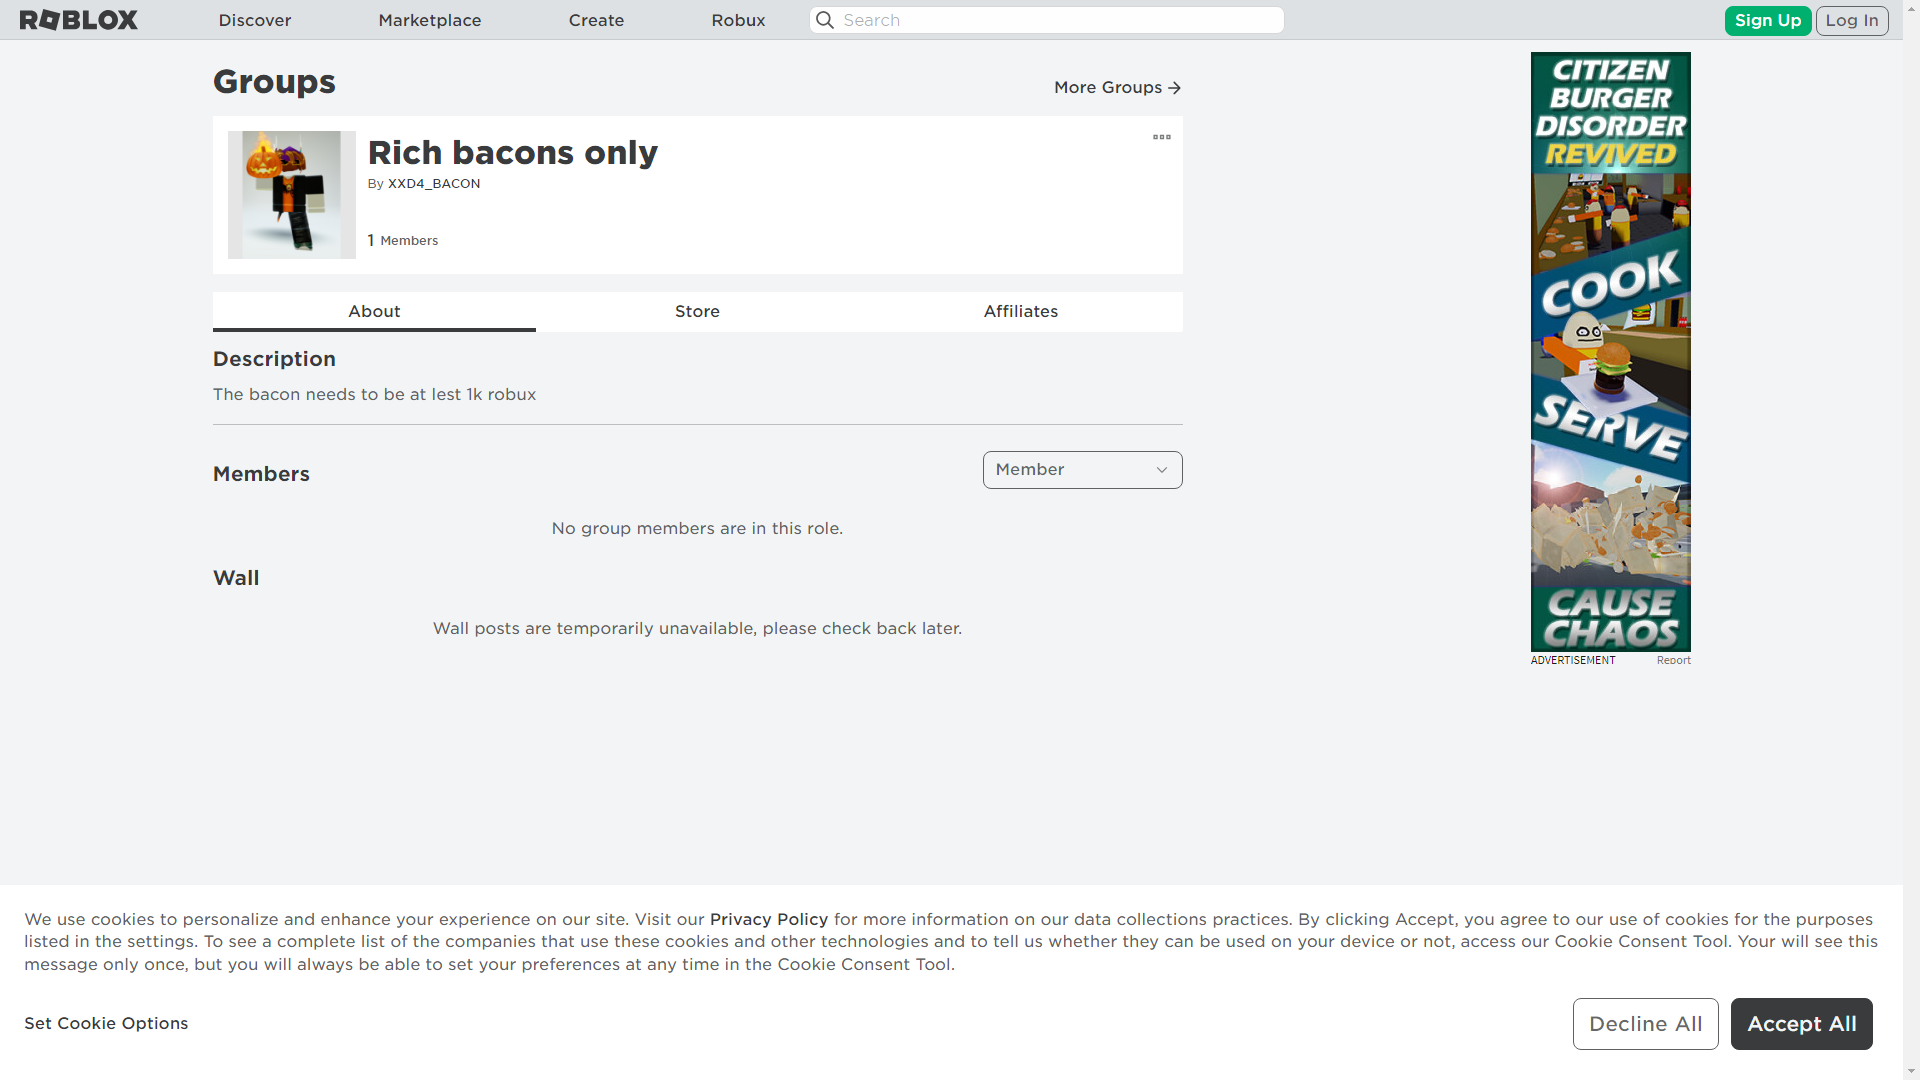 ROBLOX
Discover
Marketplace
Create
Robux
Search
Sign Up
Log In
Groups
More Groups
Rich bacons only
By XXD4_BACON
1 Members
About
Store
Affiliates
Description
The bacon needs to be at lest 1k robux
Members
Member
No group members are in this role.
Wall
Wall posts are temporarily unavailable, please check back later.
CITIZEN
BURGER
DISORDER
REVIVED
COOK
SERVE
CAUSE
CHAOS
ADVERTISEMENT
Report
We use cookies to personalize and enhance your experience on our site. Visit our Privacy Policy for more information on our data collections practices. By clicking Accept, you agree to our use of cookies for the purposes
listed in the settings. To see a complete list of the companies that use these cookies and other technologies and to tell us whether they can be used on your device or not, access our Cookie Consent Tool. Your will see this
message only once, but you will always be able to set your preferences at any time in the Cookie Consent Tool.
Set Cookie Options
Decline All
Accept All